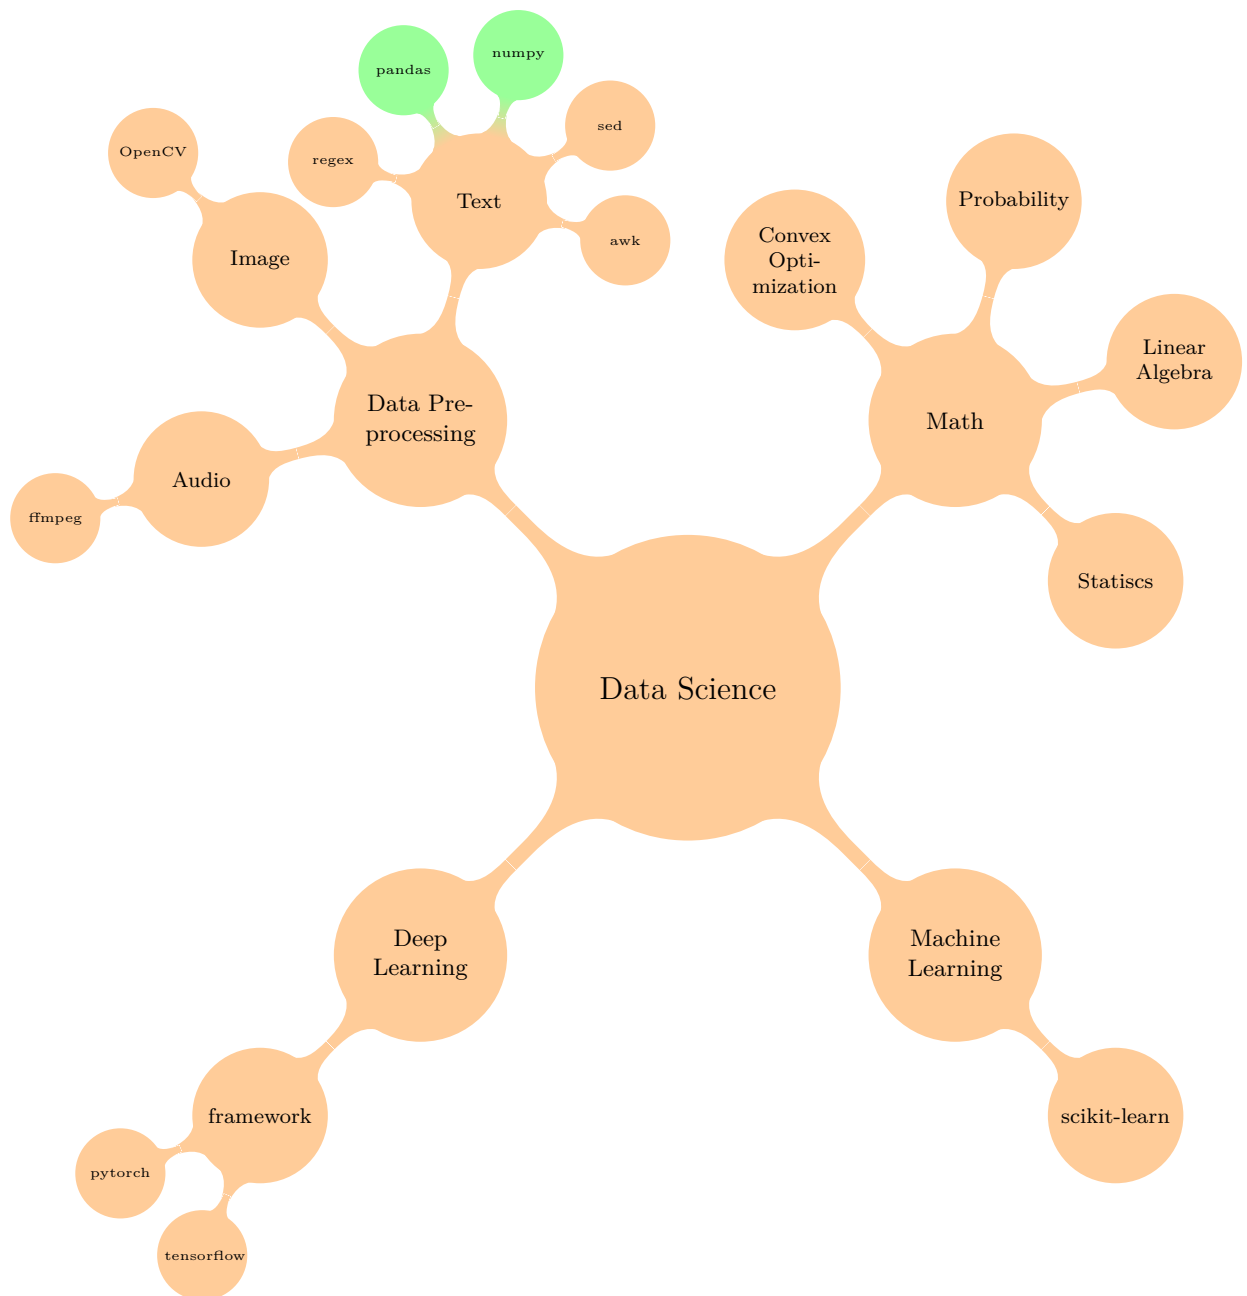 numpy
pandas
sed
OpenCV
regex
Text
awk
Image
Probability
Convex
Opti-
mization
Linear
Algebra
Data Pre-
processing
Math
Audio
ffmpeg
Statiscs
Data Science
Deep
Learning
Machine
Learning
framework
scikit-learn
pytorch
tensorflow